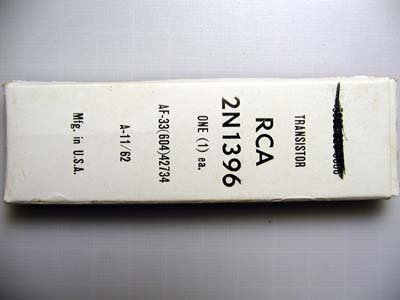 TRANSISTOR
RCA
2N1396
ONE (1) ea.
AF-33(604)42734
A-11/62
Mfg. in U.S.A.